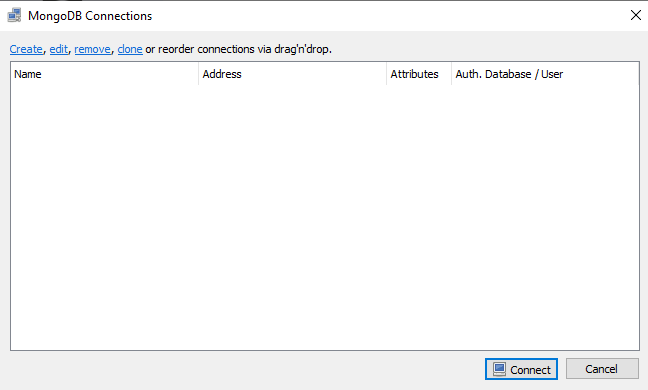 MongoDB Connections
Create, edit, remove, clone or reorder connections via drag'n'drop.
Name Address Attributes Auth. Database / User
Connect Cancel